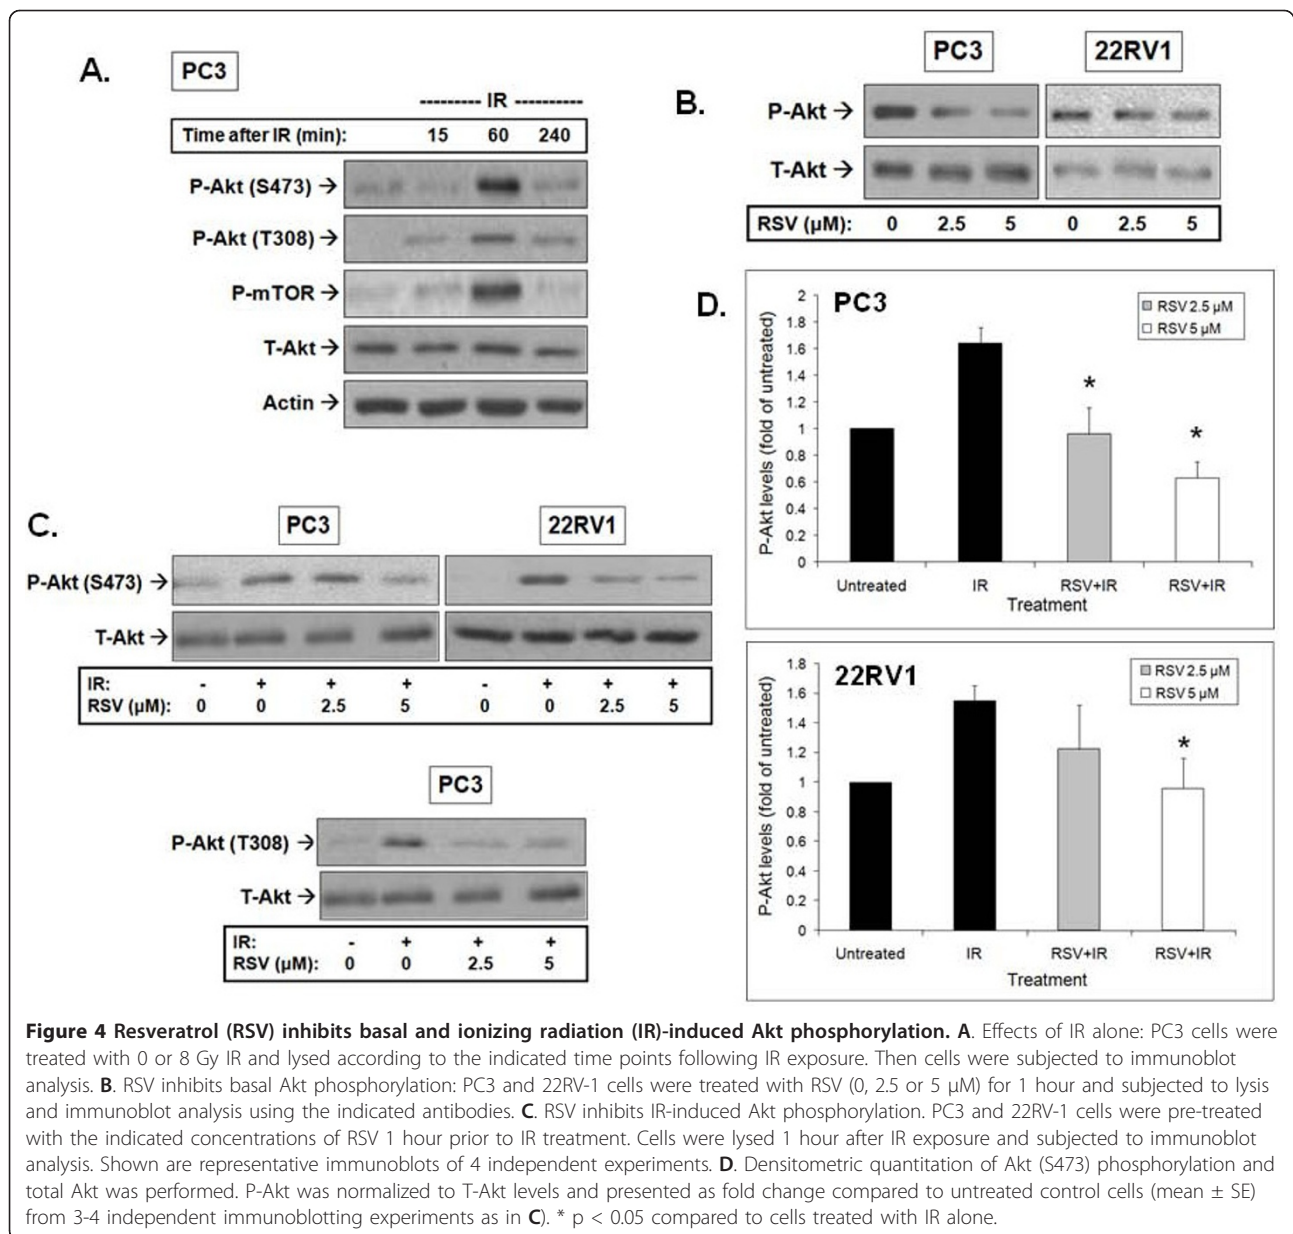 A.
PC3
--------- IR ----------
Time after IR (min): 15 60 240
P-Akt (S473) →
P-Akt (T308) →
P-mTOR →
T-Akt →
Actin →
B.
PC3 22RV1
P-Akt →
T-Akt →
RSV (µM): 0 2.5 5 0 2.5 5
C.
PC3 22RV1
P-Akt (S473) →
T-Akt →
IR: - + + + - + + +
RSV (µM): 0 0 2.5 5 0 0 2.5 5
PC3
P-Akt (T308) →
T-Akt →
IR: - + + +
RSV (µM): 0 0 2.5 5
D.
PC3
RSV 2.5 µM
RSV 5 µM
P-Akt levels (fold of untreated)
2
1.8
1.6
1.4
1.2
1
0.8
0.6
0.4
0.2
0
* *
Untreated IR RSV+IR RSV+IR
Treatment
22RV1
RSV 2.5 µM
RSV 5 µM
P-Akt levels (fold of untreated)
1.8
1.6
1.4
1.2
1
0.8
0.6
0.4
0.2
0
*
Untreated IR RSV+IR RSV+IR
Treatment
Figure 4 Resveratrol (RSV) inhibits basal and ionizing radiation (IR)-induced Akt phosphorylation. A. Effects of IR alone: PC3 cells were
treated with 0 or 8 Gy IR and lysed according to the indicated time points following IR exposure. Then cells were subjected to immunoblot
analysis. B. RSV inhibits basal Akt phosphorylation: PC3 and 22RV-1 cells were treated with RSV (0, 2.5 or 5 µM) for 1 hour and subjected to lysis
and immunoblot analysis using the indicated antibodies. C. RSV inhibits IR-induced Akt phosphorylation. PC3 and 22RV-1 cells were pre-treated
with the indicated concentrations of RSV 1 hour prior to IR treatment. Cells were lysed 1 hour after IR exposure and subjected to immunoblot
analysis. Shown are representative immunoblots of 4 independent experiments. D. Densitometric quantitation of Akt (S473) phosphorylation and
total Akt was performed. P-Akt was normalized to T-Akt levels and presented as fold change compared to untreated control cells (mean ± SE)
from 3-4 independent immunoblotting experiments as in C). * p < 0.05 compared to cells treated with IR alone.